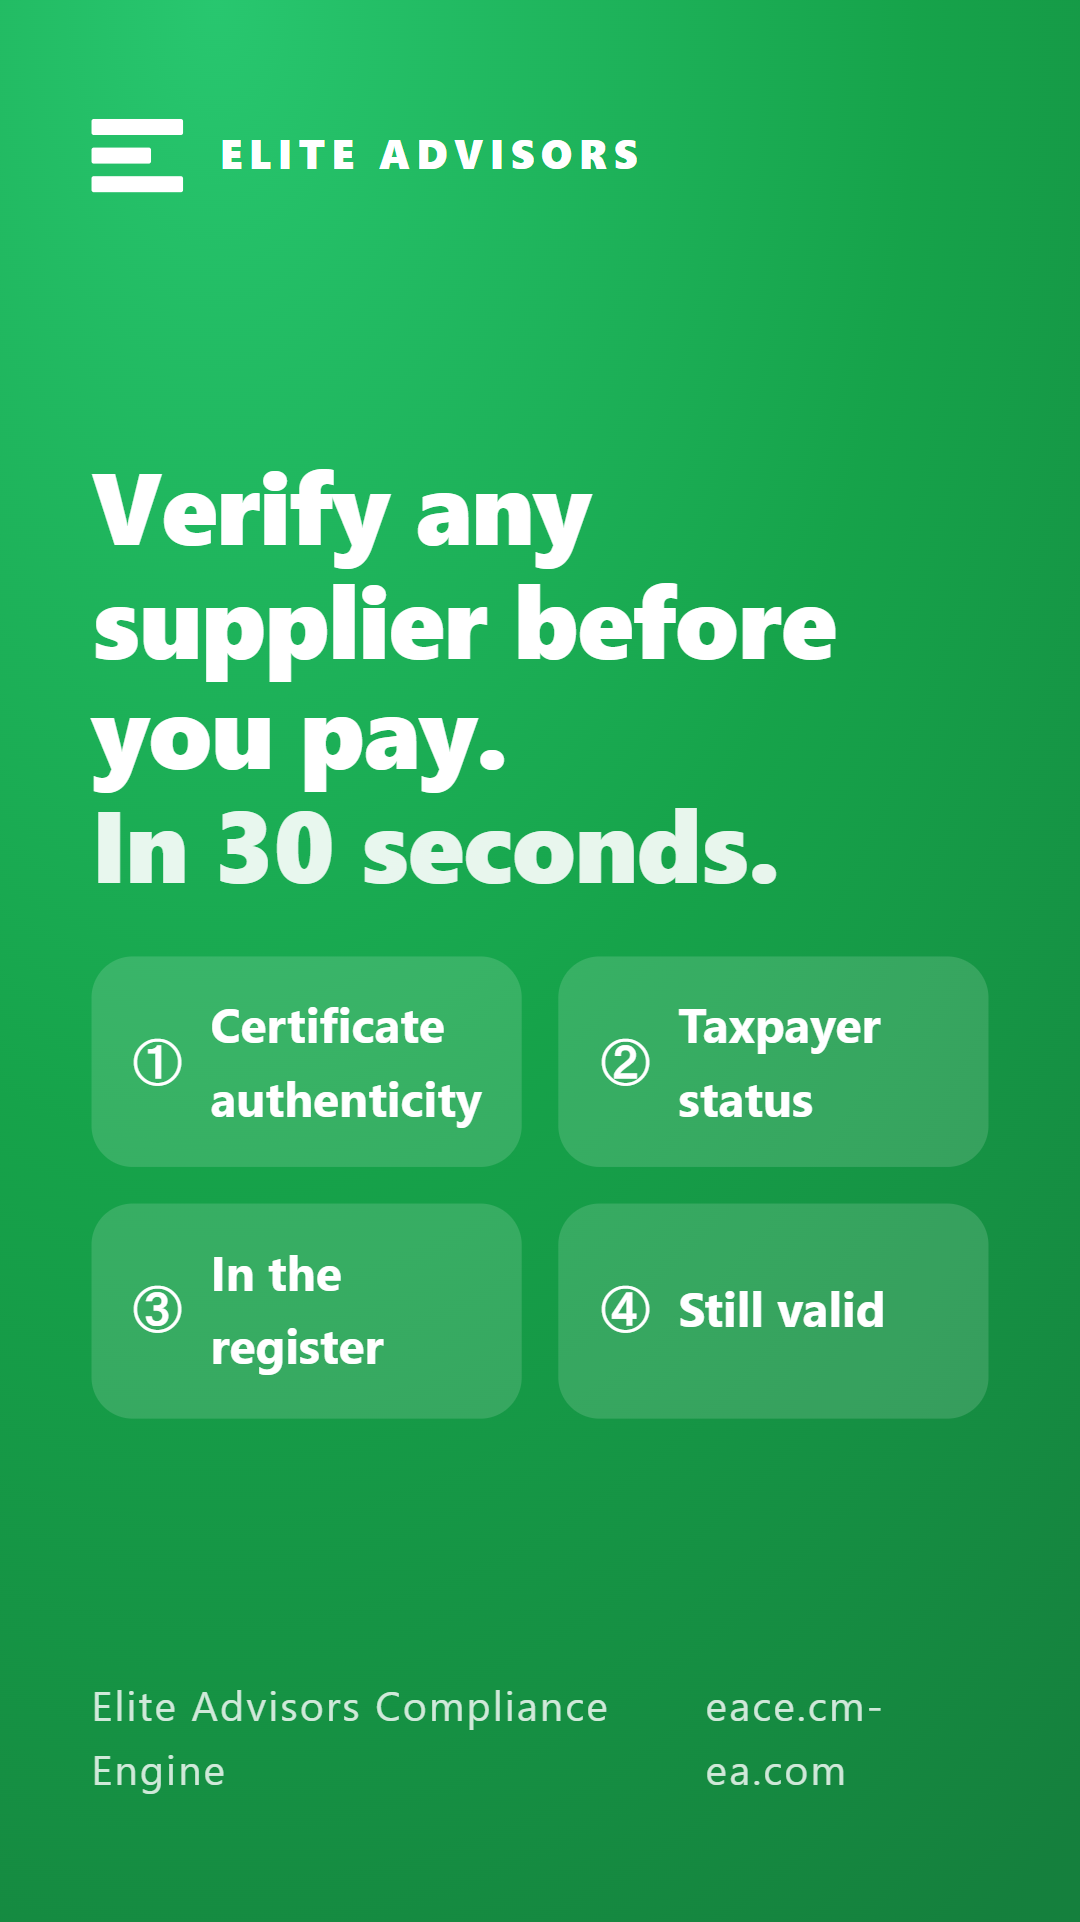 ELITE ADVISORS
Verify any
supplier before
you pay.
In 30 seconds.
① Certificate
authenticity
② Taxpayer
status
③ In the
register
④ Still valid
Elite Advisors Compliance
Engine
eace.cm-
ea.com